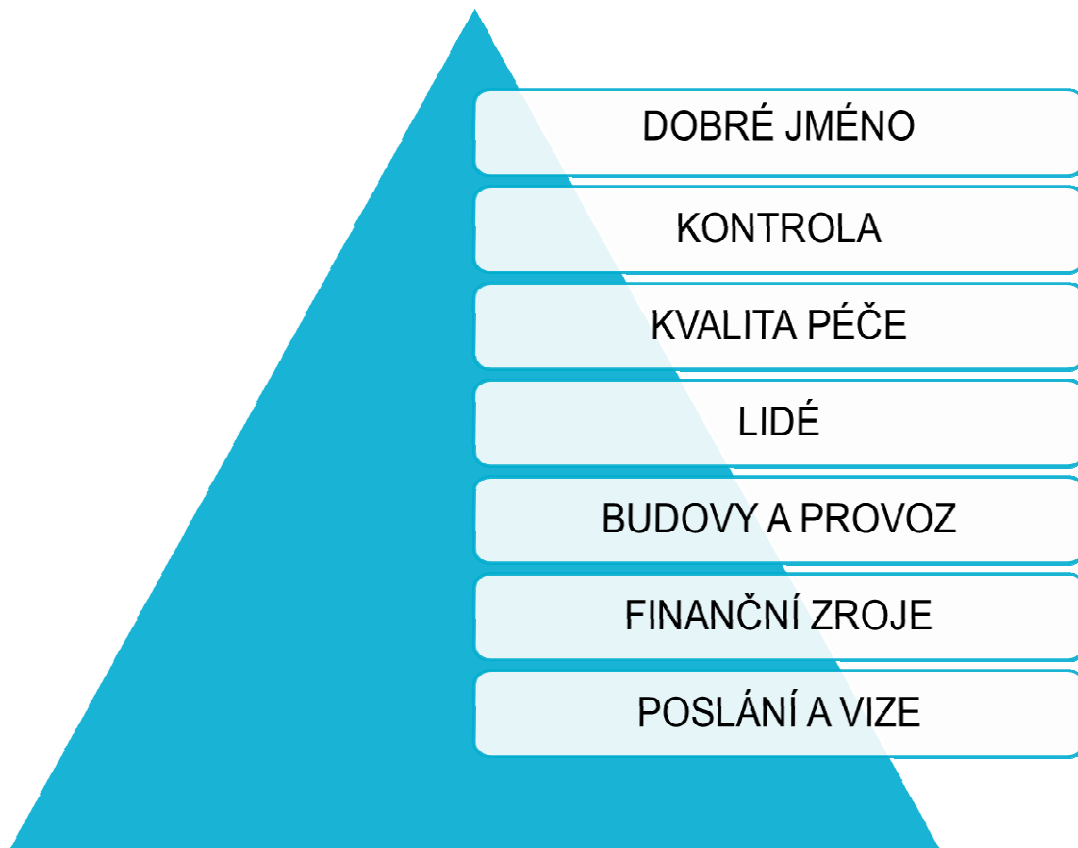 DOBRÉ JMÉNO
KONTROLA
KVALITA PÉČE
LIDÉ
BUDOVY A PROVOZ
FINANČNÍ ZROJE
POSLÁNÍ A VIZE